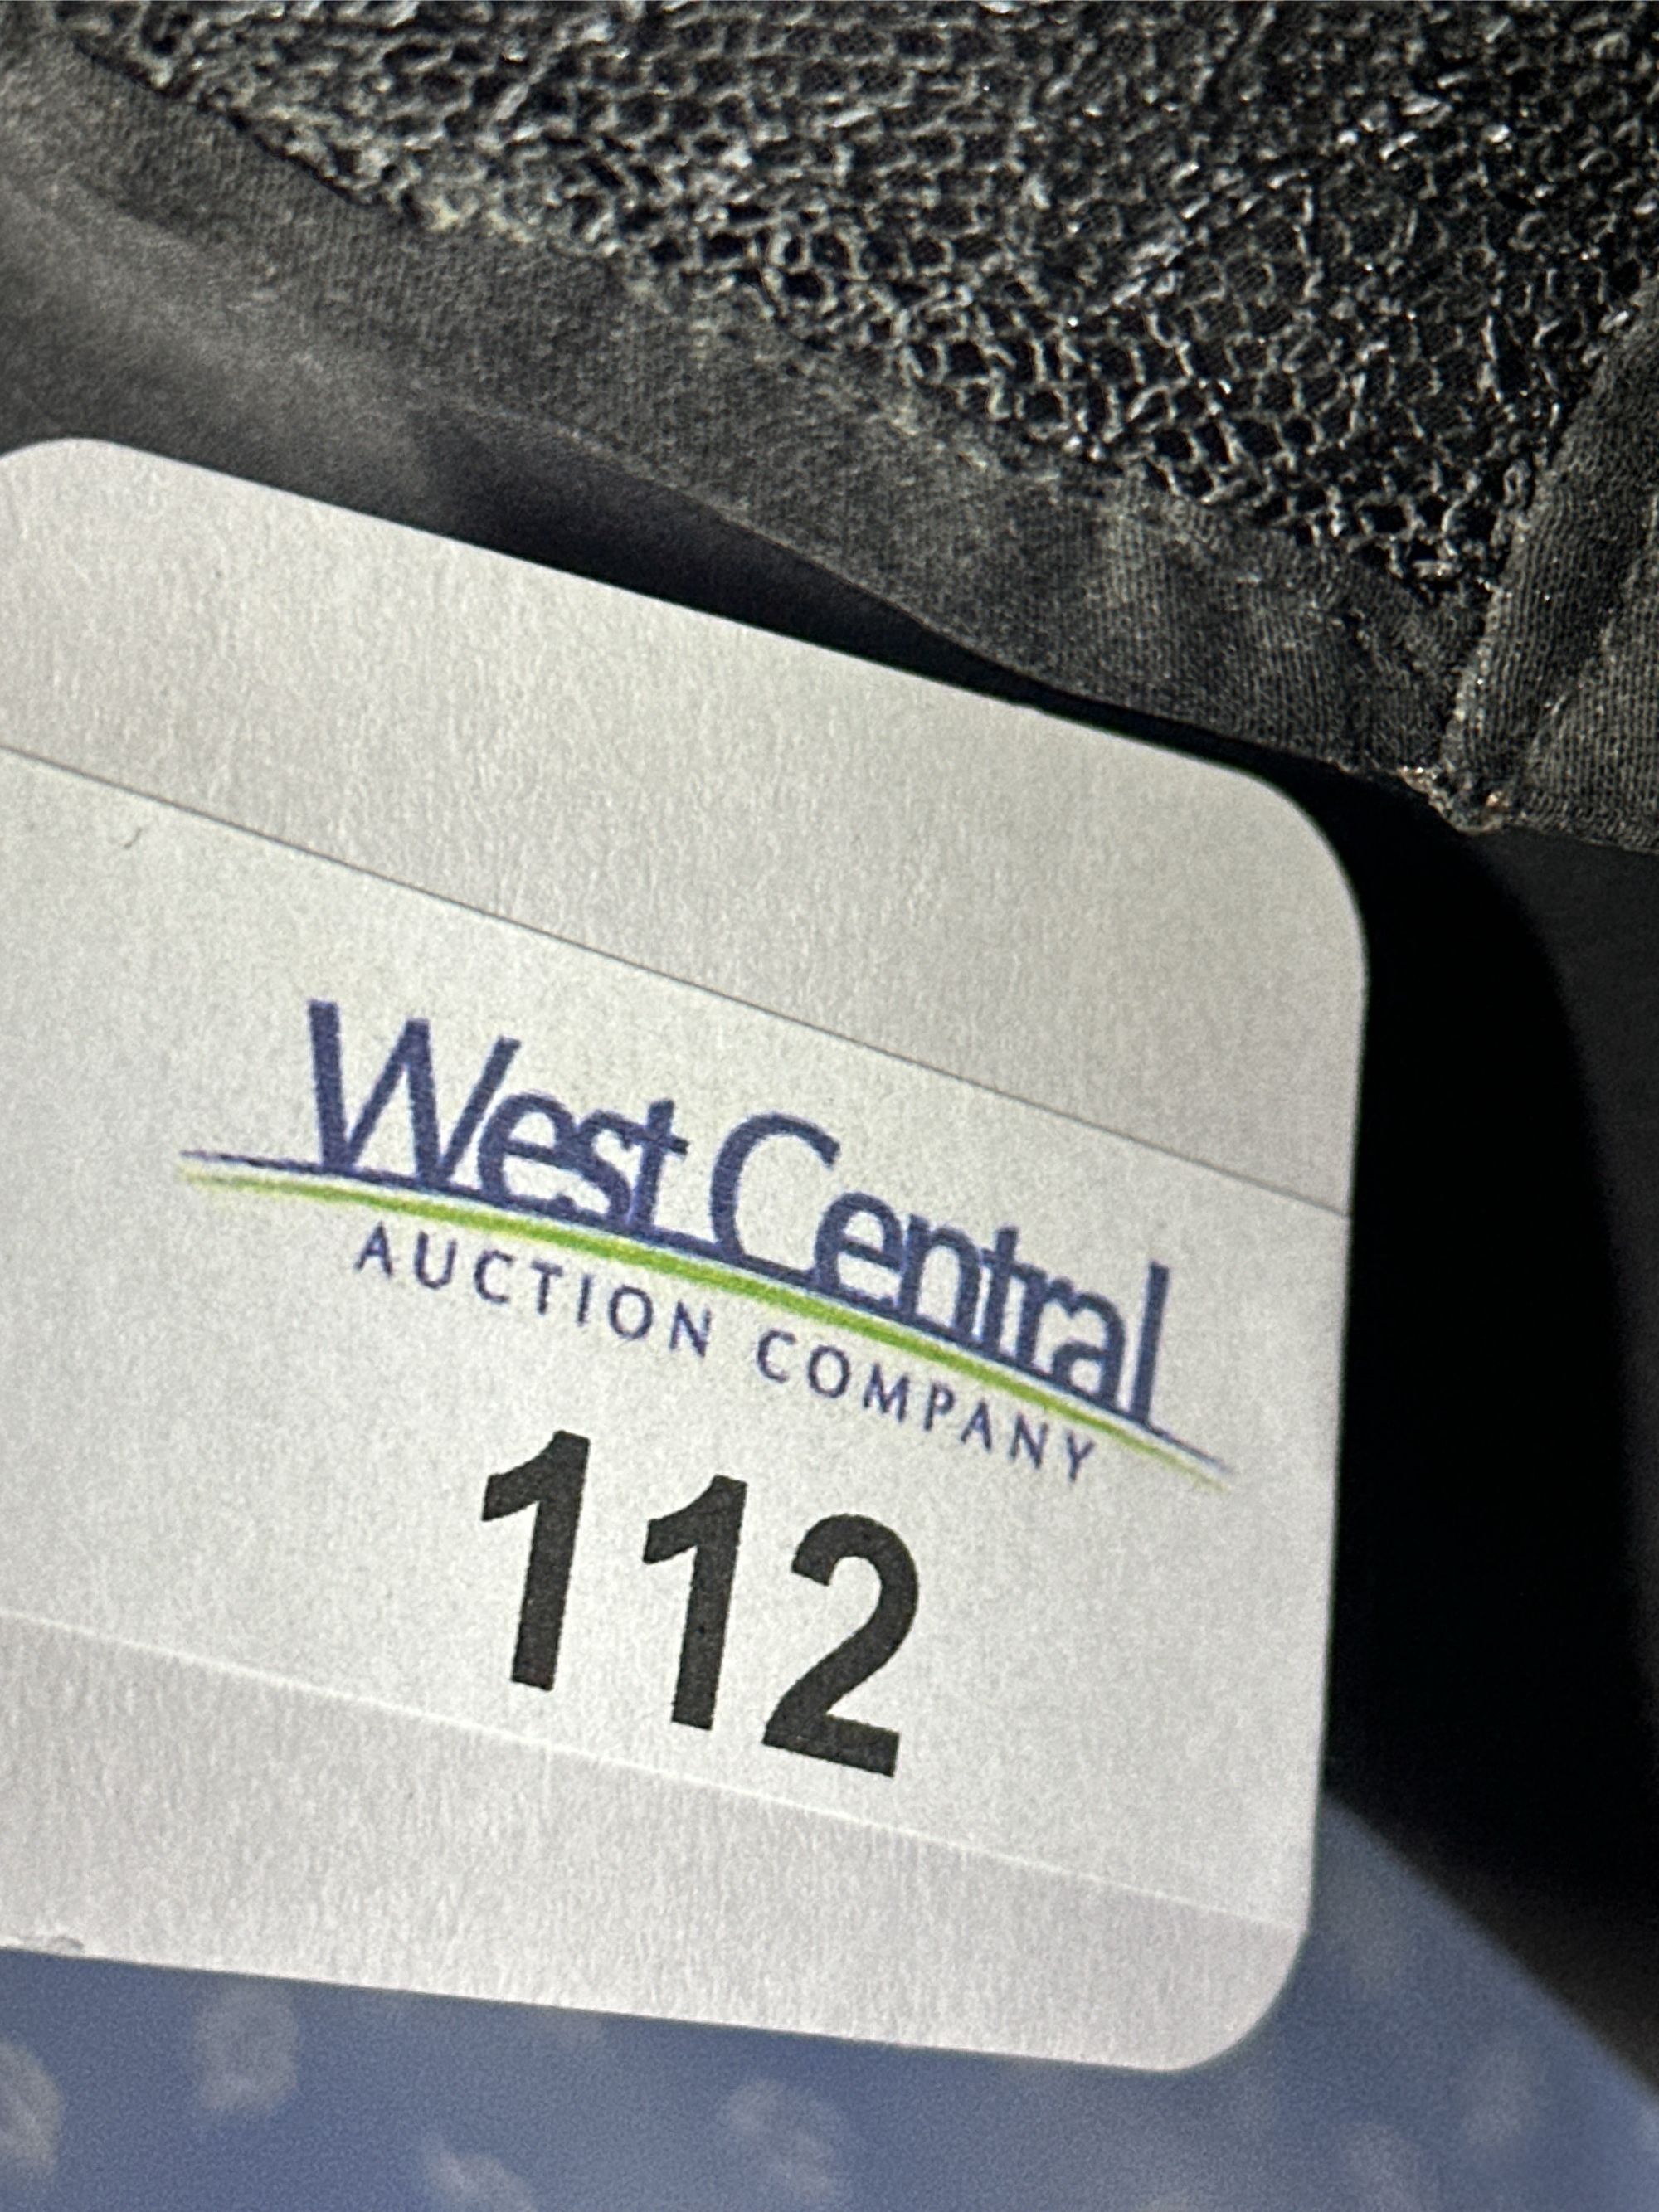 West Central
AUCTION COMPANY
112